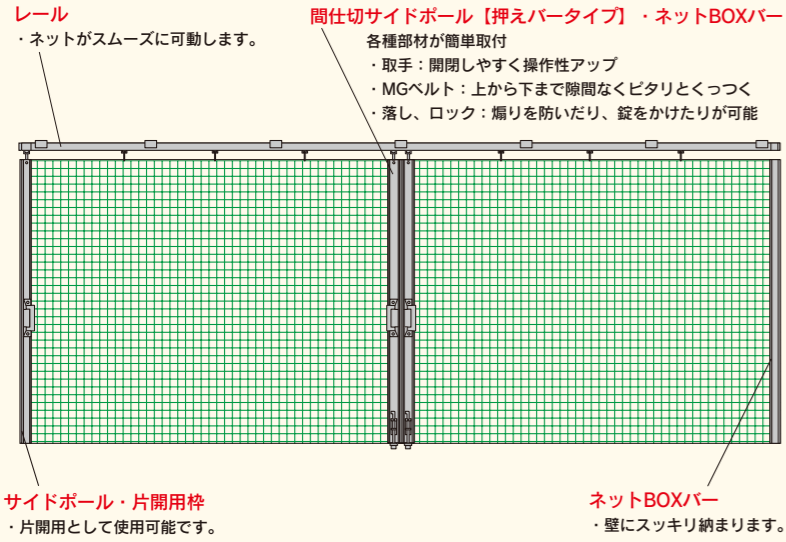 レール
・ネットがスムーズに可動します。
間仕切サイドポール【押えバータイプ】・ネットBOXバー
各種部材が簡単取付
・取手：開閉しやすく操作性アップ
・MGベルト：上から下まで隙間なくピタリとくっつく
・落し、ロック：煽りを防いだり、錠をかけたりが可能
サイドポール・片開用枠
・片開用として使用可能です。
ネットBOXバー
・壁にスッキリ納まります。